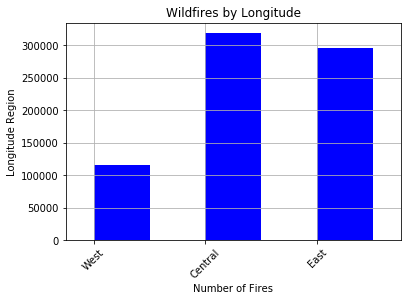 Wildfires by Longitude
Longitude Region
300000
250000
200000
150000
100000
50000
0
West
Central
East
Number of Fires